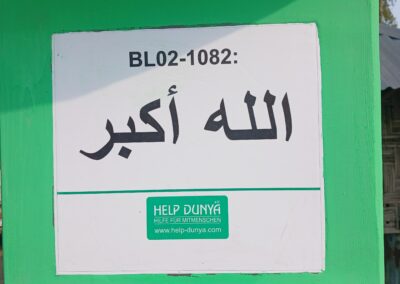 BL02-1082:
الله أكبر
HELP DUNYA
HILFE FÜR MITMENSCHEN
www.help-dunya.com